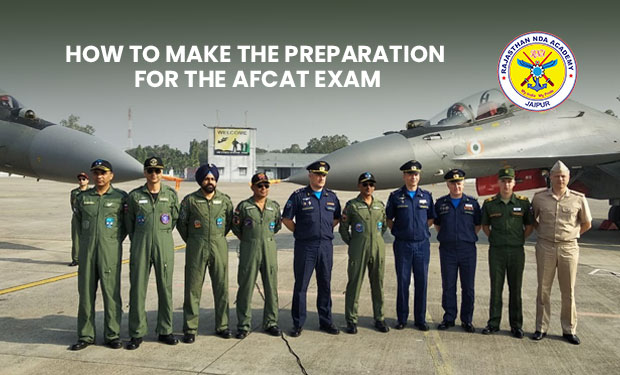 HOW TO MAKE THE PREPARATION
FOR THE AFCAT EXAM
RAJASTHAN NDA ACADEMY
JAIPUR
WELCOME